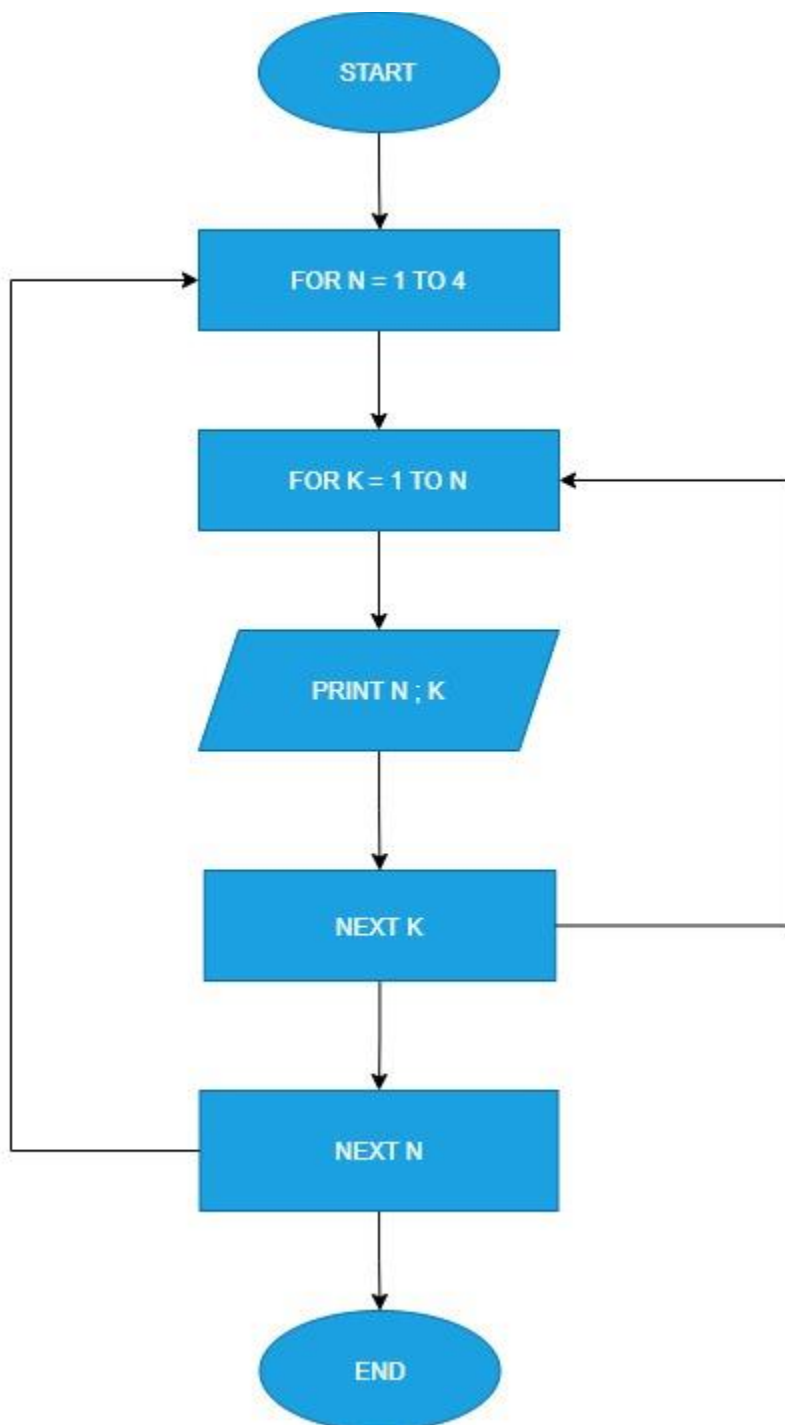 START
FOR N = 1 TO 4
FOR K = 1 TO N
PRINT N ; K
NEXT K
NEXT N
END